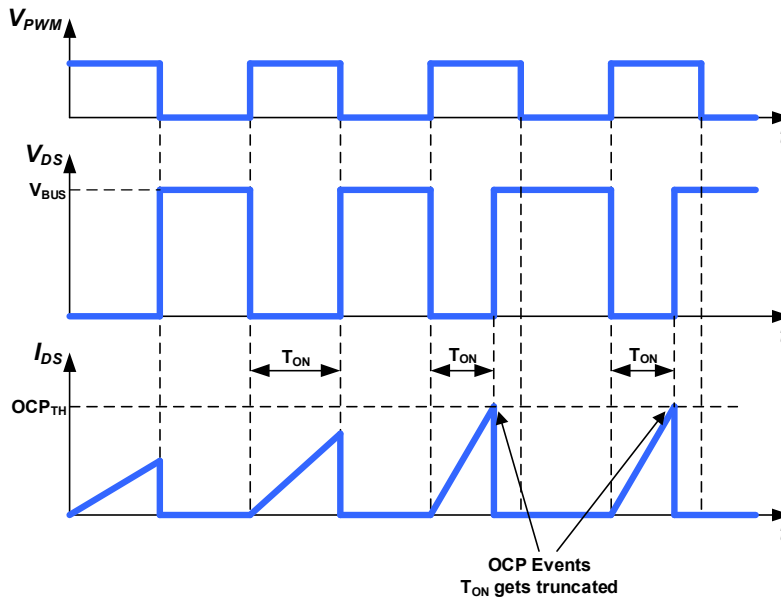 VPWM
VDS
VBUS
IDS
TON
TON
TON
OCPTH
OCP Events
TON gets truncated